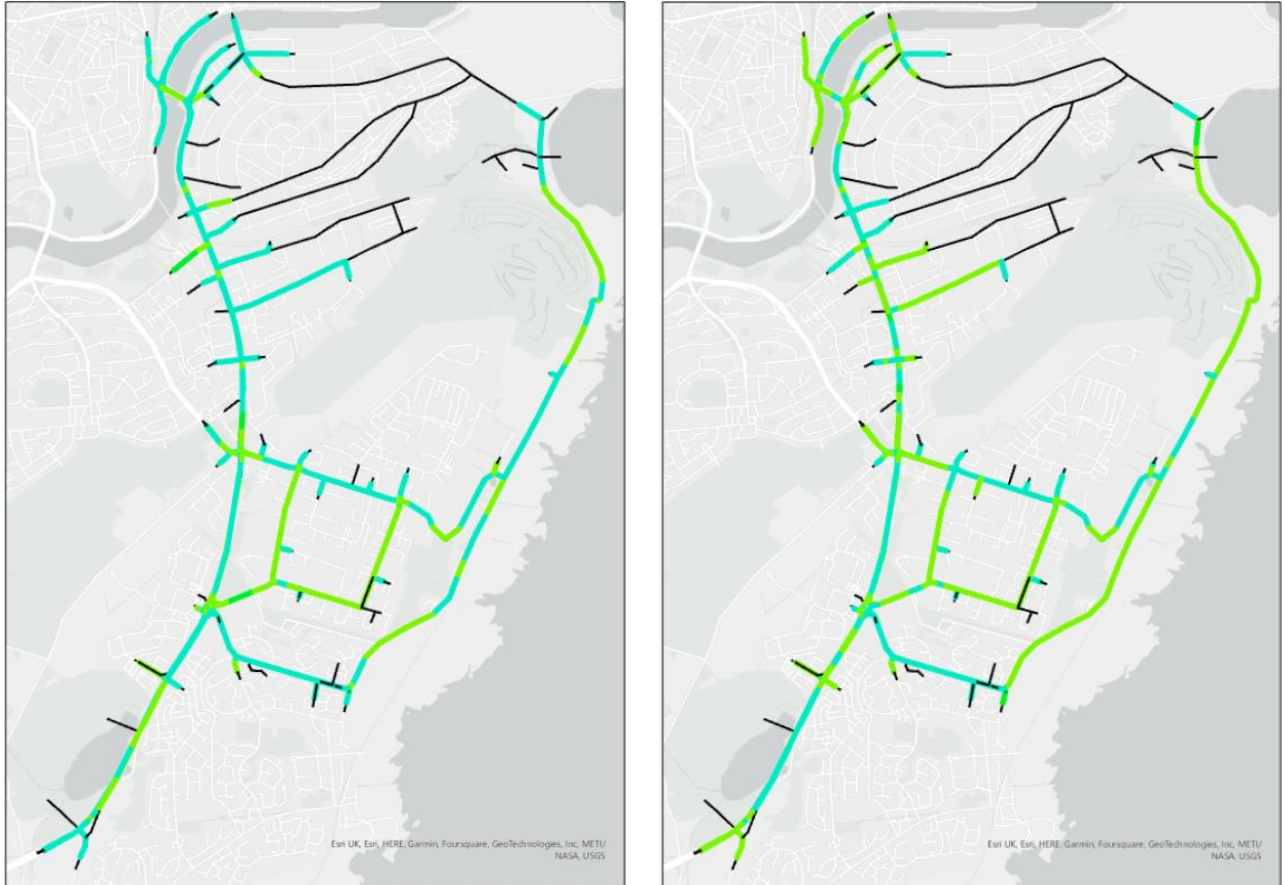 Esri UK, Esri, HERE, Garmin, Foursquare, GeoTechnologies, Inc, METI/
NASA, USGS
Esri UK, Esri, HERE, Garmin, Foursquare, GeoTechnologies, Inc, METI/
NASA, USGS